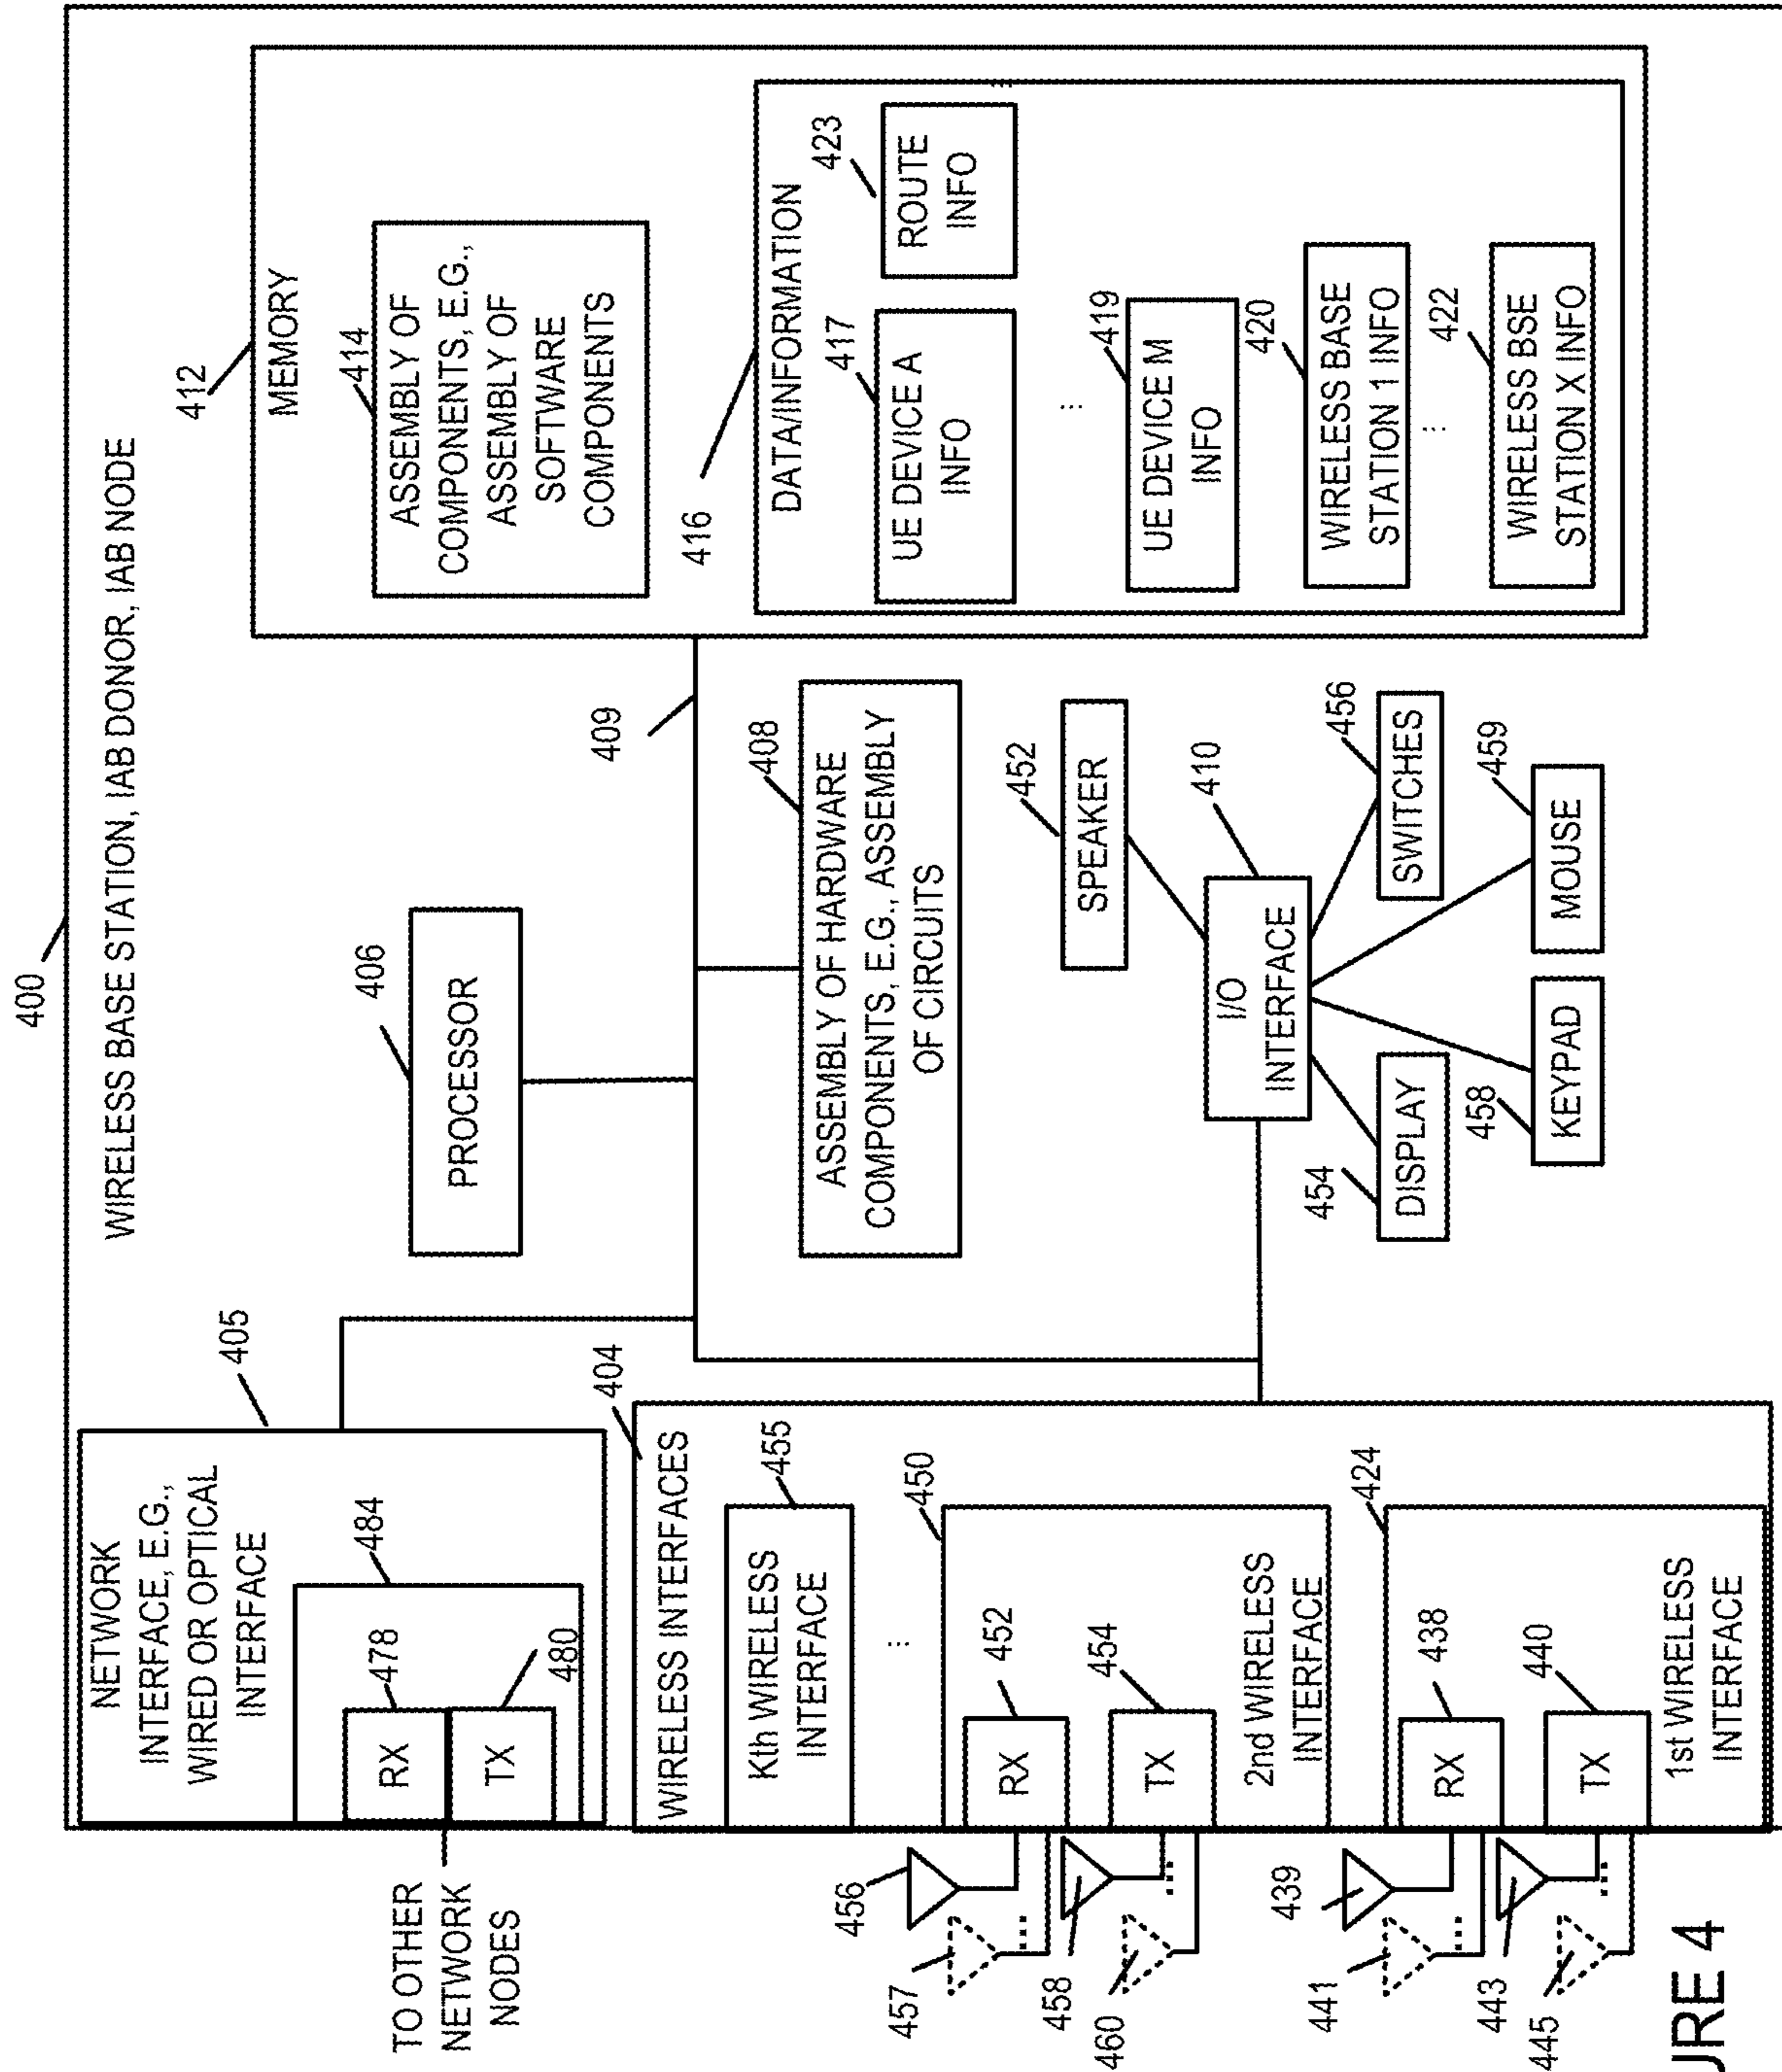 400
WIRELESS BASE STATION, IAB DONOR, IAB NODE
NETWORK
INTERFACE, E.G.,
WIRED OR OPTICAL
INTERFACE
405
484
RX
478
TX
480
TO OTHER
NETWORK
NODES
WIRELESS INTERFACES
404
Kth WIRELESS
INTERFACE
455
...
450
RX
452
TX
454
2nd WIRELESS
INTERFACE
456
457
...
458
460
...
424
RX
438
TX
440
1st WIRELESS
INTERFACE
439
441
...
443
445
...
PROCESSOR
406
409
ASSEMBLY OF HARDWARE
COMPONENTS, E.G., ASSEMBLY
OF CIRCUITS
408
SPEAKER
452
I/O
INTERFACE
410
DISPLAY
454
SWITCHES
456
KEYPAD
458
MOUSE
459
412
MEMORY
414
ASSEMBLY OF
COMPONENTS, E.G.,
ASSEMBLY OF
SOFTWARE
COMPONENTS
416
DATA/INFORMATION
417
UE DEVICE A
INFO
423
ROUTE
INFO
...
...
419
UE DEVICE M
INFO
420
WIRELESS BASE
STATION 1 INFO
...
422
WIRELESS BSE
STATION X INFO
URE 4